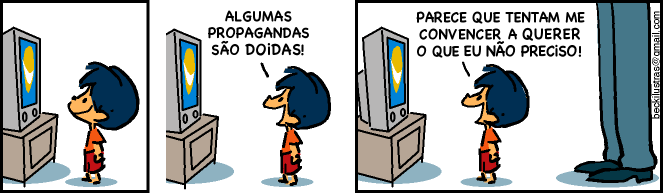 ALGUMAS
PROPAGANDAS
SÃO DOIDAS!
PARECE QUE TENTAM ME
CONVENCER A QUERER
O QUE EU NÃO PRECISO!
beckilustras@gmail.com